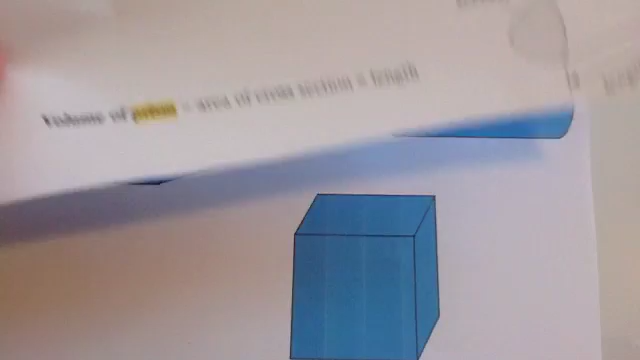 Volume of prism = area of cross section x length